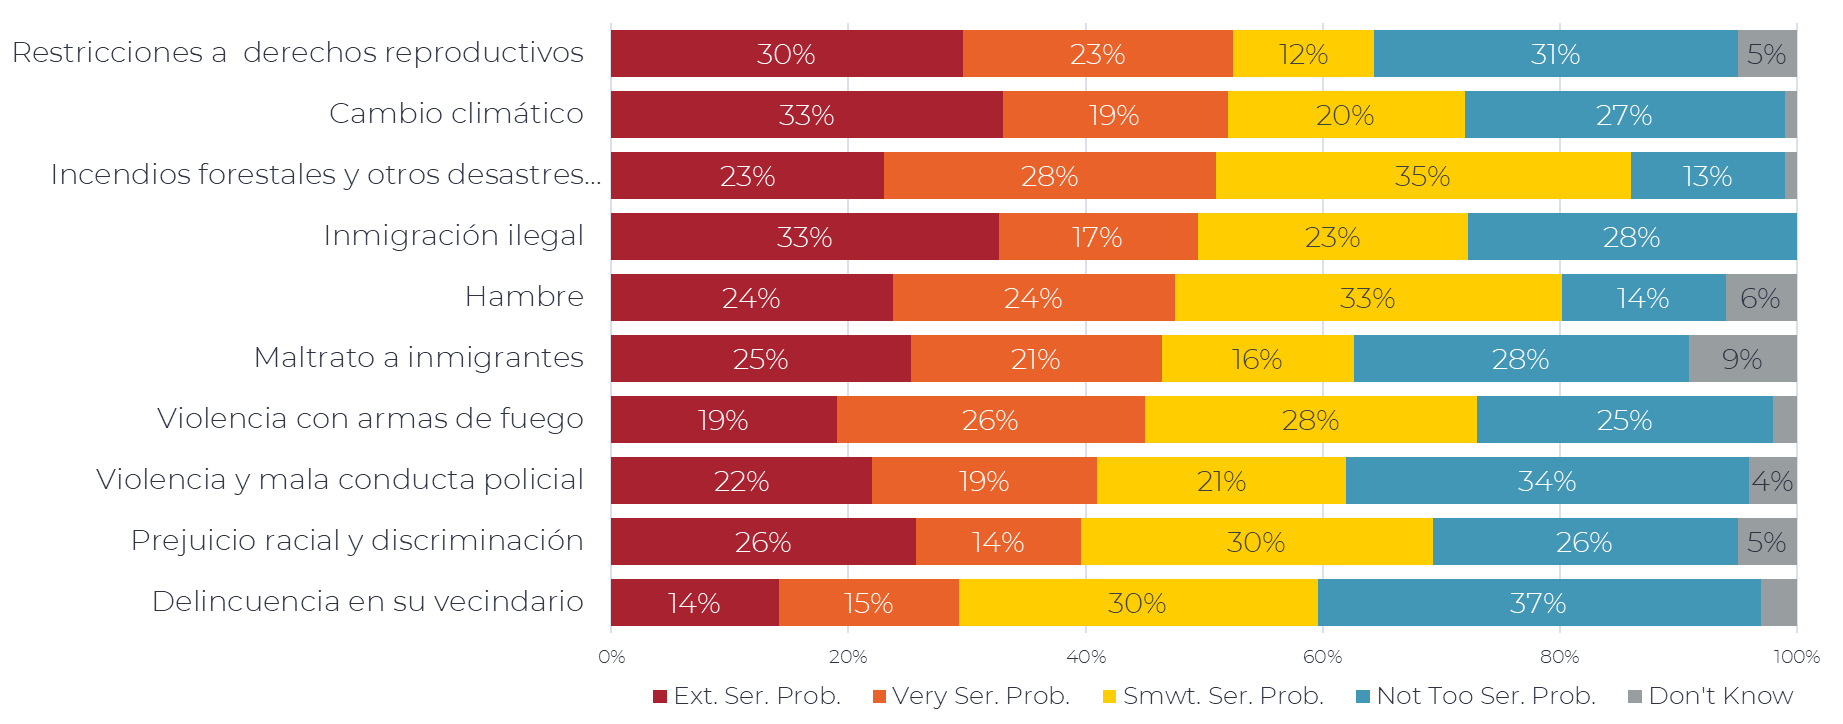 Restricciones a  derechos reproductivos 30% 23% 12% 31% 5%
Cambio climático 33% 19% 20% 27%
Incendios forestales y otros desastres... 23% 28% 35% 13%
Inmigración ilegal 33% 17% 23% 28%
Hambre 24% 24% 33% 14% 6%
Maltrato a inmigrantes 25% 21% 16% 28% 9%
Violencia con armas de fuego 19% 26% 28% 25%
Violencia y mala conducta policial 22% 19% 21% 34% 4%
Prejuicio racial y discriminación 26% 14% 30% 26% 5%
Delincuencia en su vecindario 14% 15% 30% 37%
0% 20% 40% 60% 80% 100%
Ext. Ser. Prob. Very Ser. Prob. Smwt. Ser. Prob. Not Too Ser. Prob. Don't Know